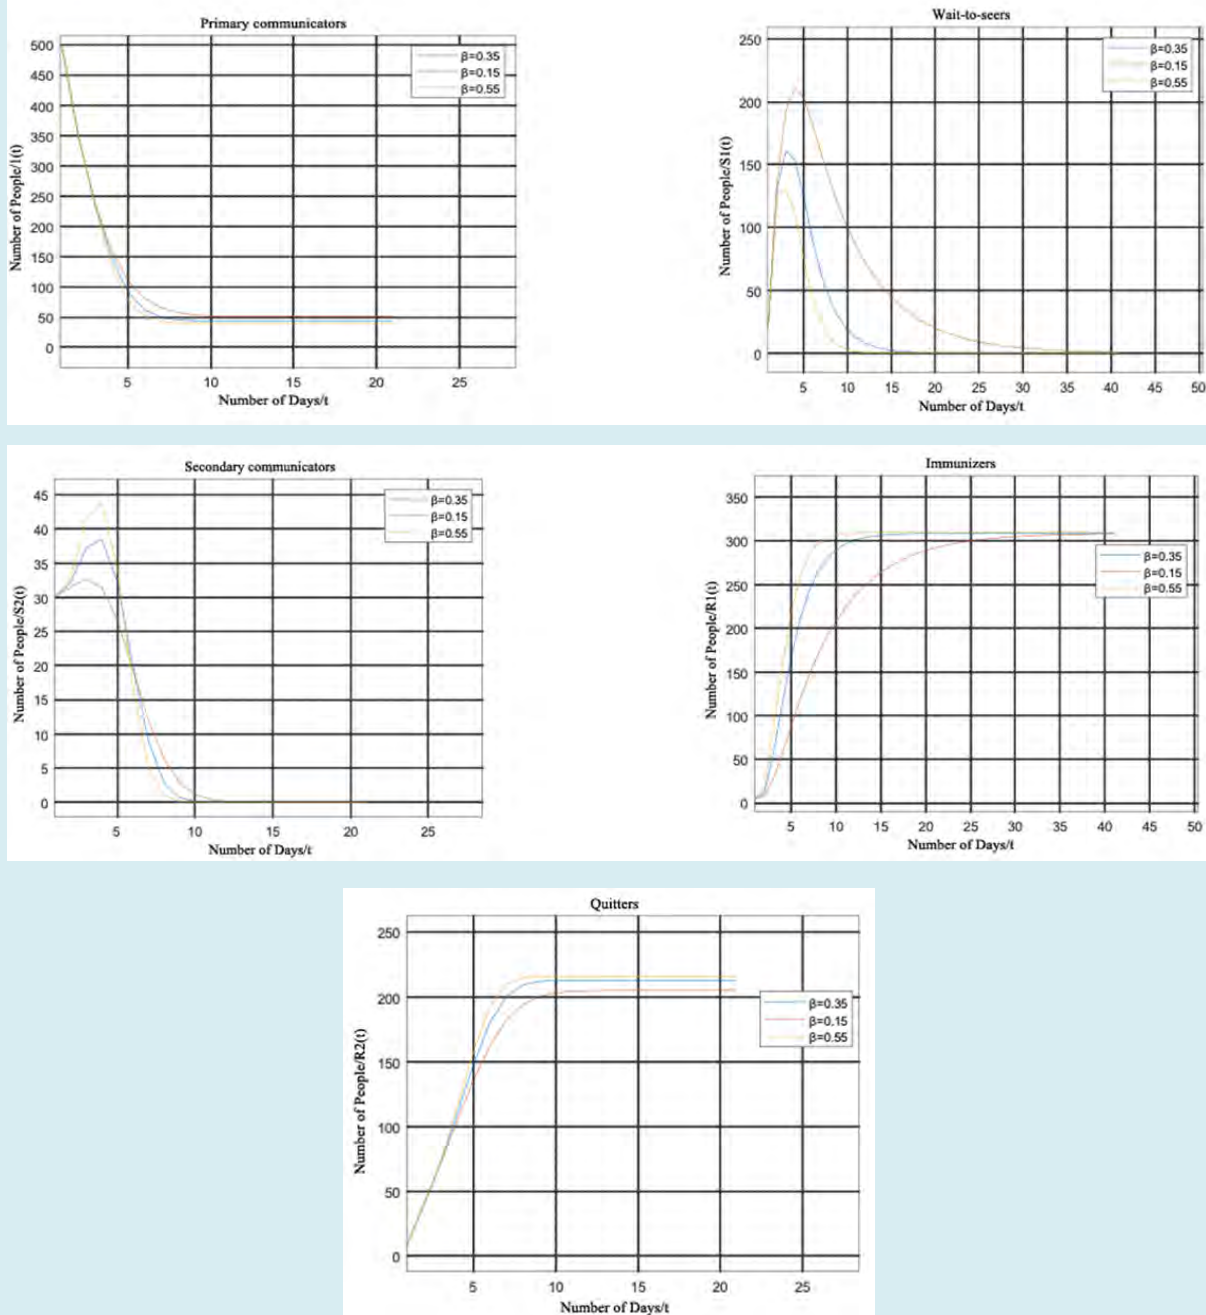 Primary communicators
β=0.35
β=0.15
β=0.55
500
450
400
350
300
250
200
150
100
50
0
Number of People/I(t)
5 10 15 20 25
Number of Days/t
Wait-to-seers
β=0.35
β=0.15
β=0.55
250
200
150
100
50
0
Number of People/S1(t)
5 10 15 20 25 30 35 40 45 50
Number of Days/t
Secondary communicators
β=0.35
β=0.15
β=0.55
45
40
35
30
25
20
15
10
5
0
Number of People/S2(t)
5 10 15 20 25
Number of Days/t
Immunizers
β=0.35
β=0.15
β=0.55
350
300
250
200
150
100
50
0
Number of People/R1(t)
5 10 15 20 25 30 35 40 45 50
Number of Days/t
Quitters
β=0.35
β=0.15
β=0.55
250
200
150
100
50
0
Number of People/R2(t)
5 10 15 20 25
Number of Days/t